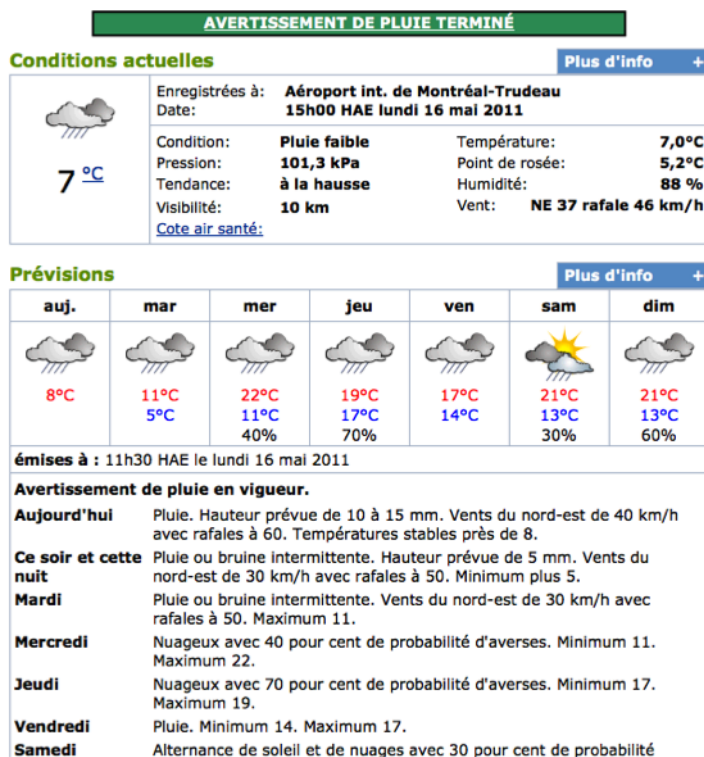 AVERTISSEMENT DE PLUIE TERMINÉ
Conditions actuelles Plus d'info +
Enregistrées à: Aéroport int. de Montréal-Trudeau
Date: 15h00 HAE lundi 16 mai 2011
7 °C
Condition: Pluie faible Température: 7,0°C
Pression: 101,3 kPa Point de rosée: 5,2°C
Tendance: à la hausse Humidité: 88 %
Visibilité: 10 km Vent: NE 37 rafale 46 km/h
Cote air santé:
Prévisions Plus d'info +
auj. mar mer jeu ven sam dim
8°C 11°C 22°C 19°C 17°C 21°C 21°C
5°C 11°C 17°C 14°C 13°C 13°C
40% 70% 30% 60%
émises à : 11h30 HAE le lundi 16 mai 2011
Avertissement de pluie en vigueur.
Aujourd'hui Pluie. Hauteur prévue de 10 à 15 mm. Vents du nord-est de 40 km/h
avec rafales à 60. Températures stables près de 8.
Ce soir et cette Pluie ou bruine intermittente. Hauteur prévue de 5 mm. Vents du
nuit nord-est de 30 km/h avec rafales à 50. Minimum plus 5.
Mardi Pluie ou bruine intermittente. Vents du nord-est de 30 km/h avec
rafales à 50. Maximum 11.
Mercredi Nuageux avec 40 pour cent de probabilité d'averses. Minimum 11.
Maximum 22.
Jeudi Nuageux avec 70 pour cent de probabilité d'averses. Minimum 17.
Maximum 19.
Vendredi Pluie. Minimum 14. Maximum 17.
Samedi Alternance de soleil et de nuages avec 30 pour cent de probabilité